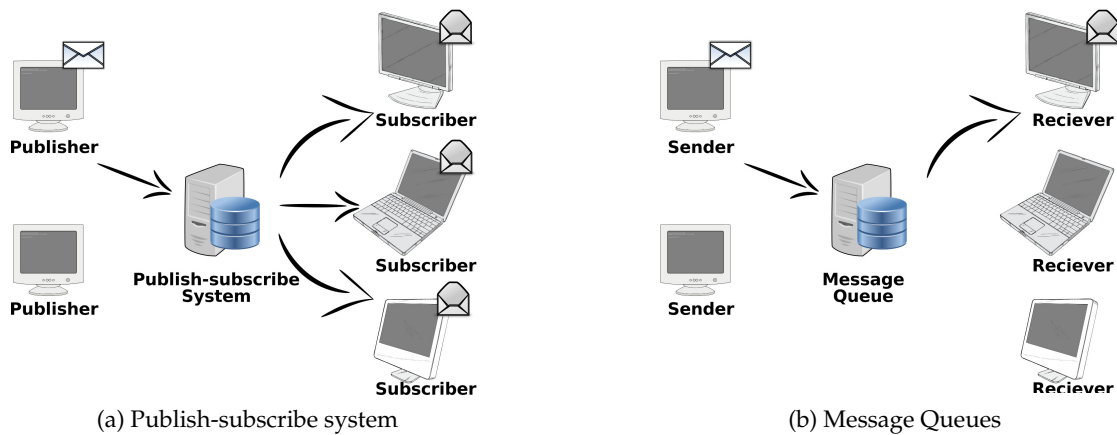 Publisher
Publisher
Publish-subscribe
System
Subscriber
Subscriber
Subscriber
(a) Publish-subscribe system
Sender
Sender
Message
Queue
Reciever
Reciever
Reciever
(b) Message Queues